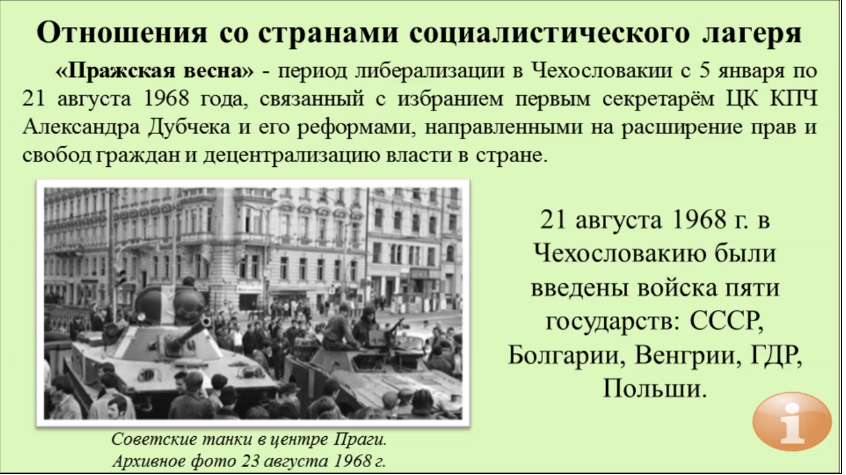 Отношения со странами социалистического лагеря
«Пражская весна» - период либерализации в Чехословакии с 5 января по
21 августа 1968 года, связанный с избранием первым секретарём ЦК КПЧ
Александра Дубчека и его реформами, направленными на расширение прав и
свобод граждан и децентрализацию власти в стране.
21 августа 1968 г. в
Чехословакию были
введены войска пяти
государств: СССР,
Болгарии, Венгрии, ГДР,
Польши.
Советские танки в центре Праги.
Архивное фото 23 августа 1968 г.
i